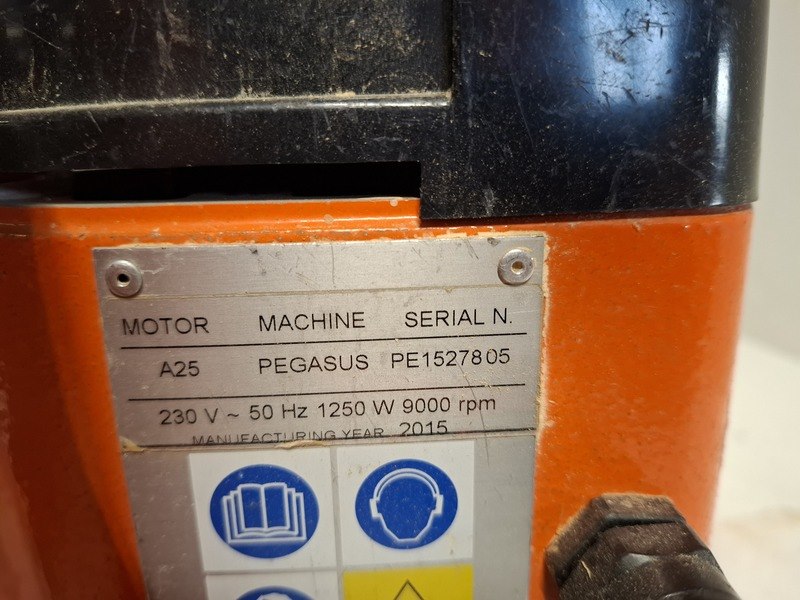 MOTOR MACHINE SERIAL N.
A25 PEGASUS PE1527805
230 V ~ 50 Hz 1250 W 9000 rpm
MANUFACTURING YEAR 2015